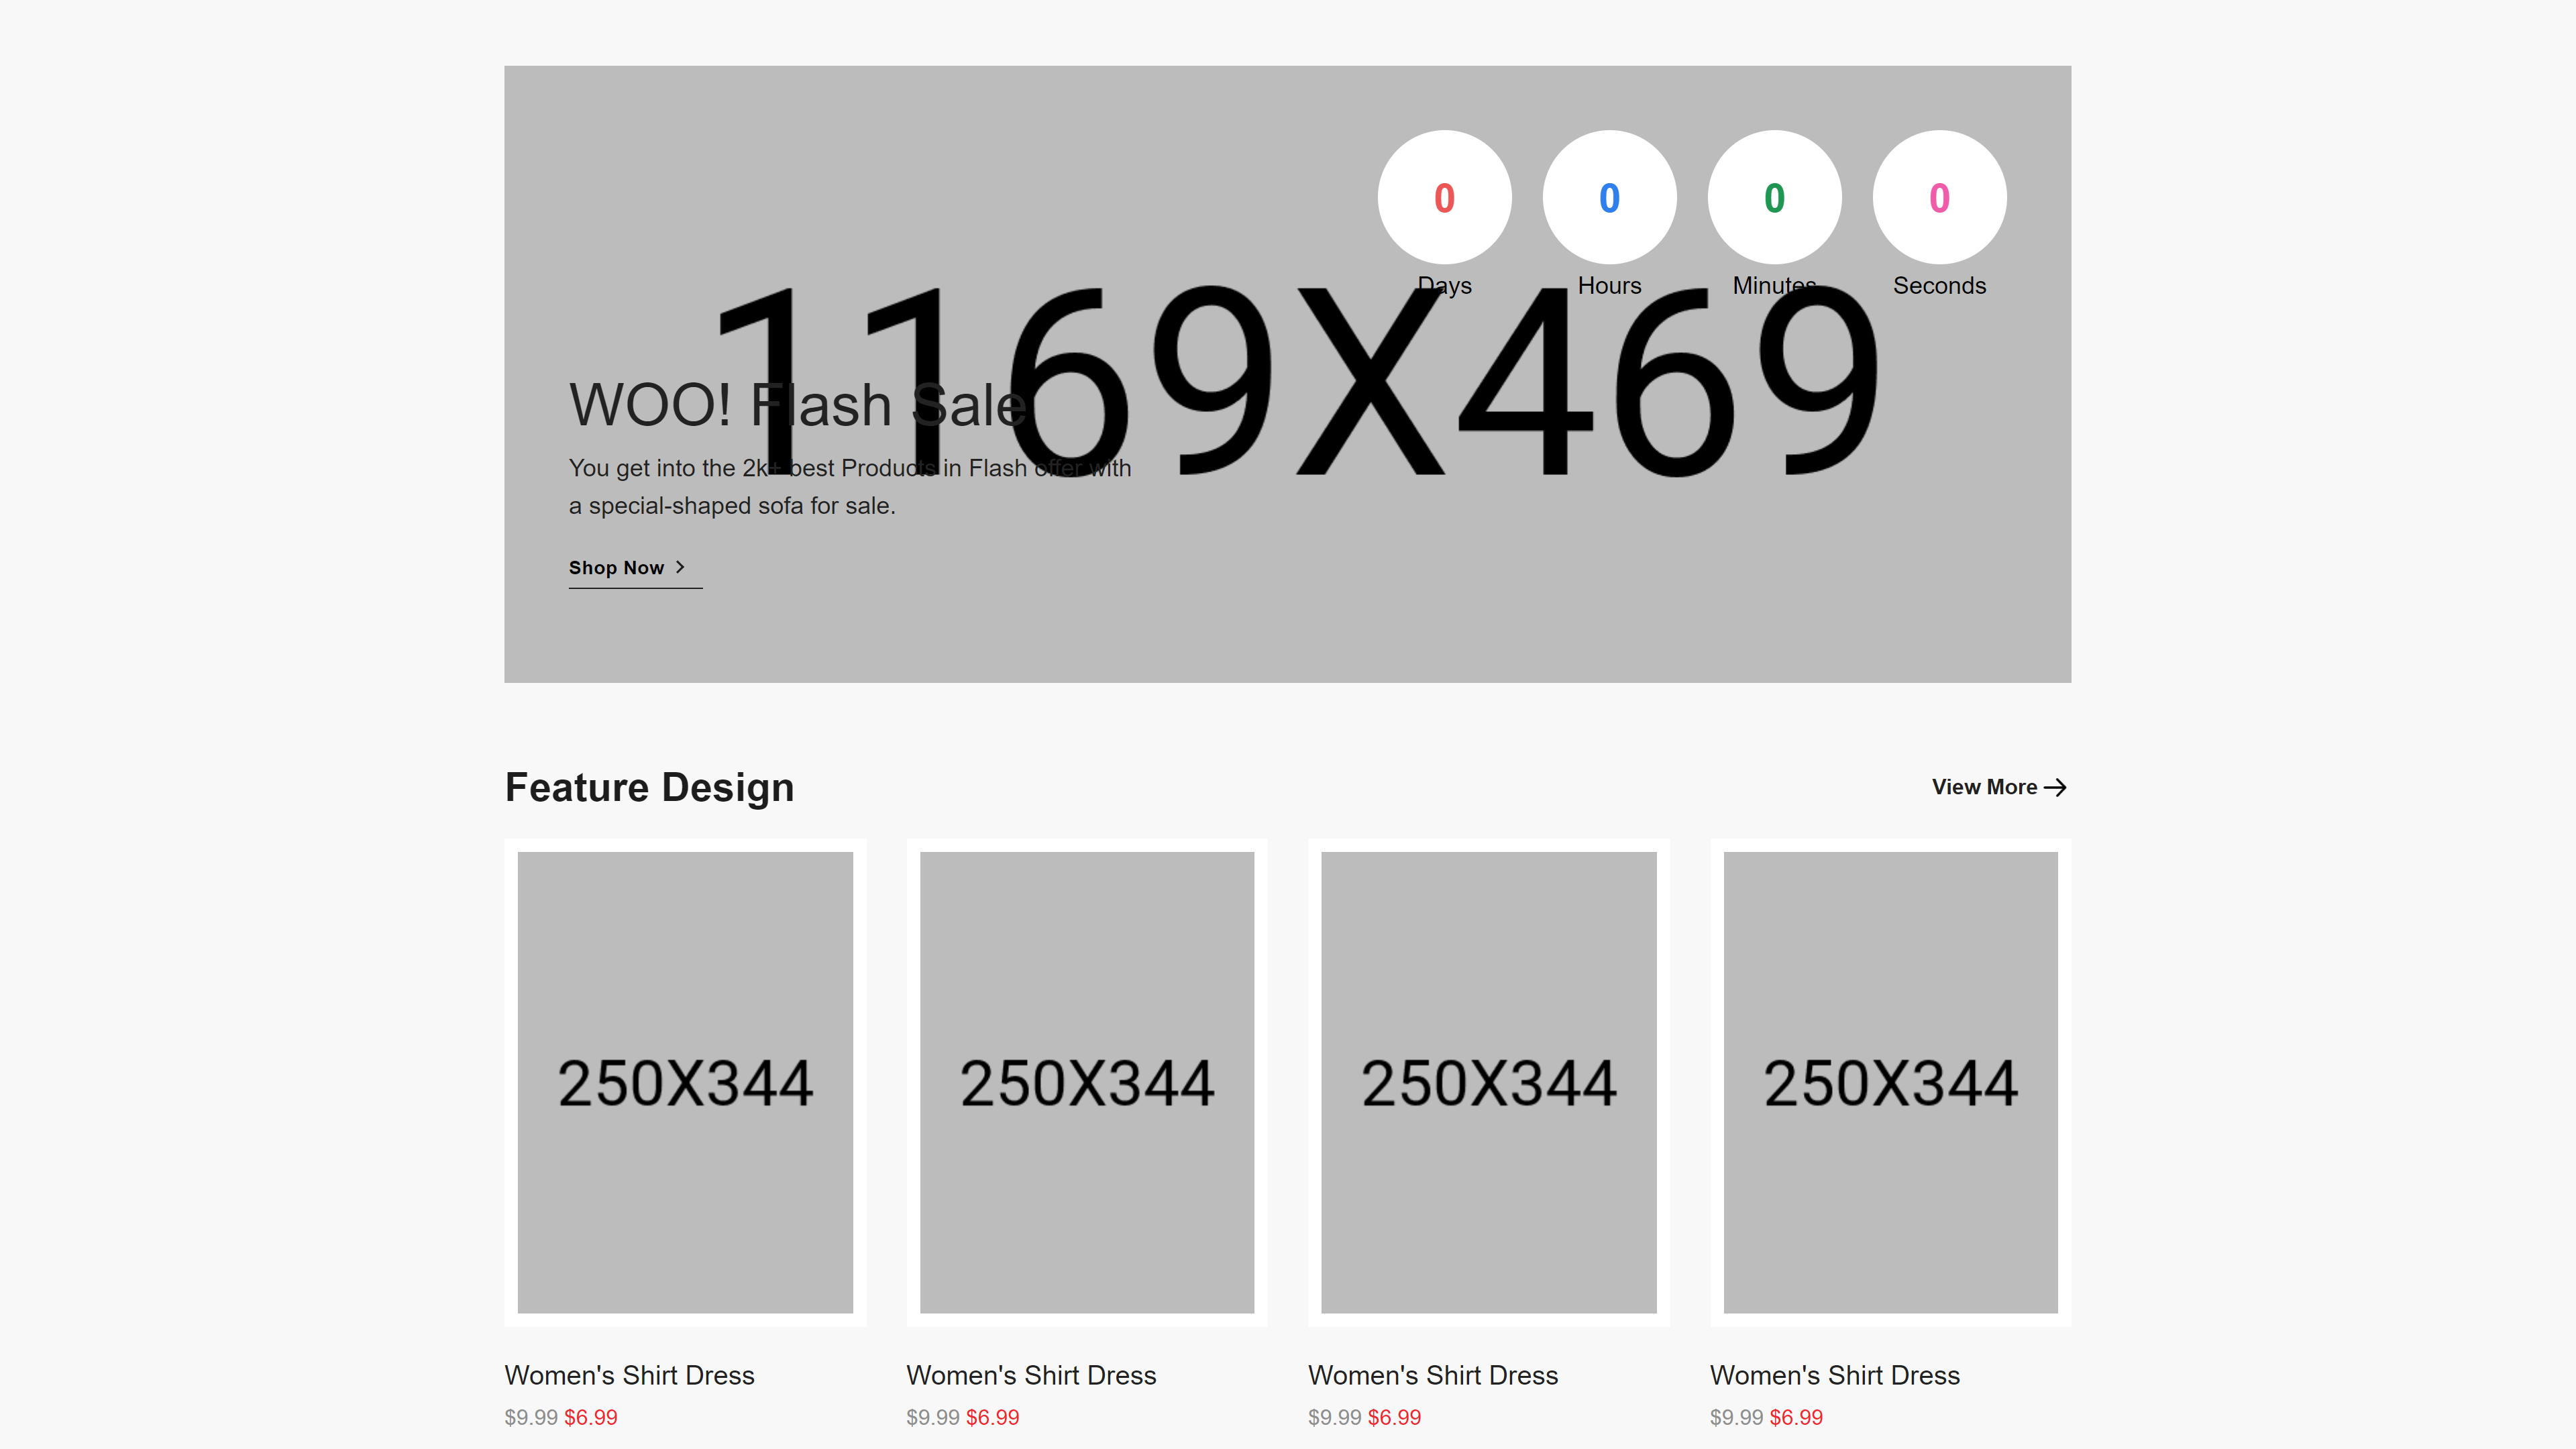 0 0 0 0
Days Hours Minutes Seconds
1169X469
WOO! Flash Sale
You get into the 2k+ best Products in Flash offer with
a special-shaped sofa for sale.
Shop Now
Feature Design
View More
250X344 250X344 250X344 250X344
Women's Shirt Dress Women's Shirt Dress Women's Shirt Dress Women's Shirt Dress
$9.99 $6.99 $9.99 $6.99 $9.99 $6.99 $9.99 $6.99